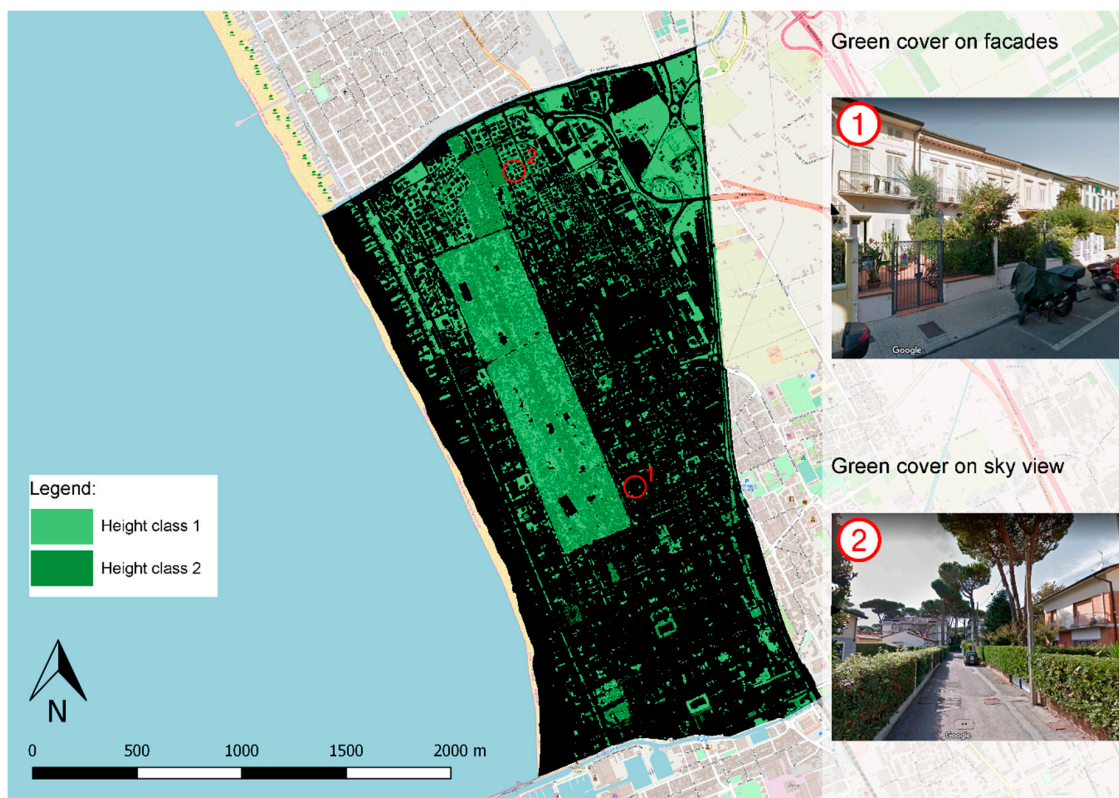 Green cover on facades
1
Google
2
1
Green cover on sky view
2
Google
Legend:
Height class 1
Height class 2
N
0 500 1000 1500 2000 m